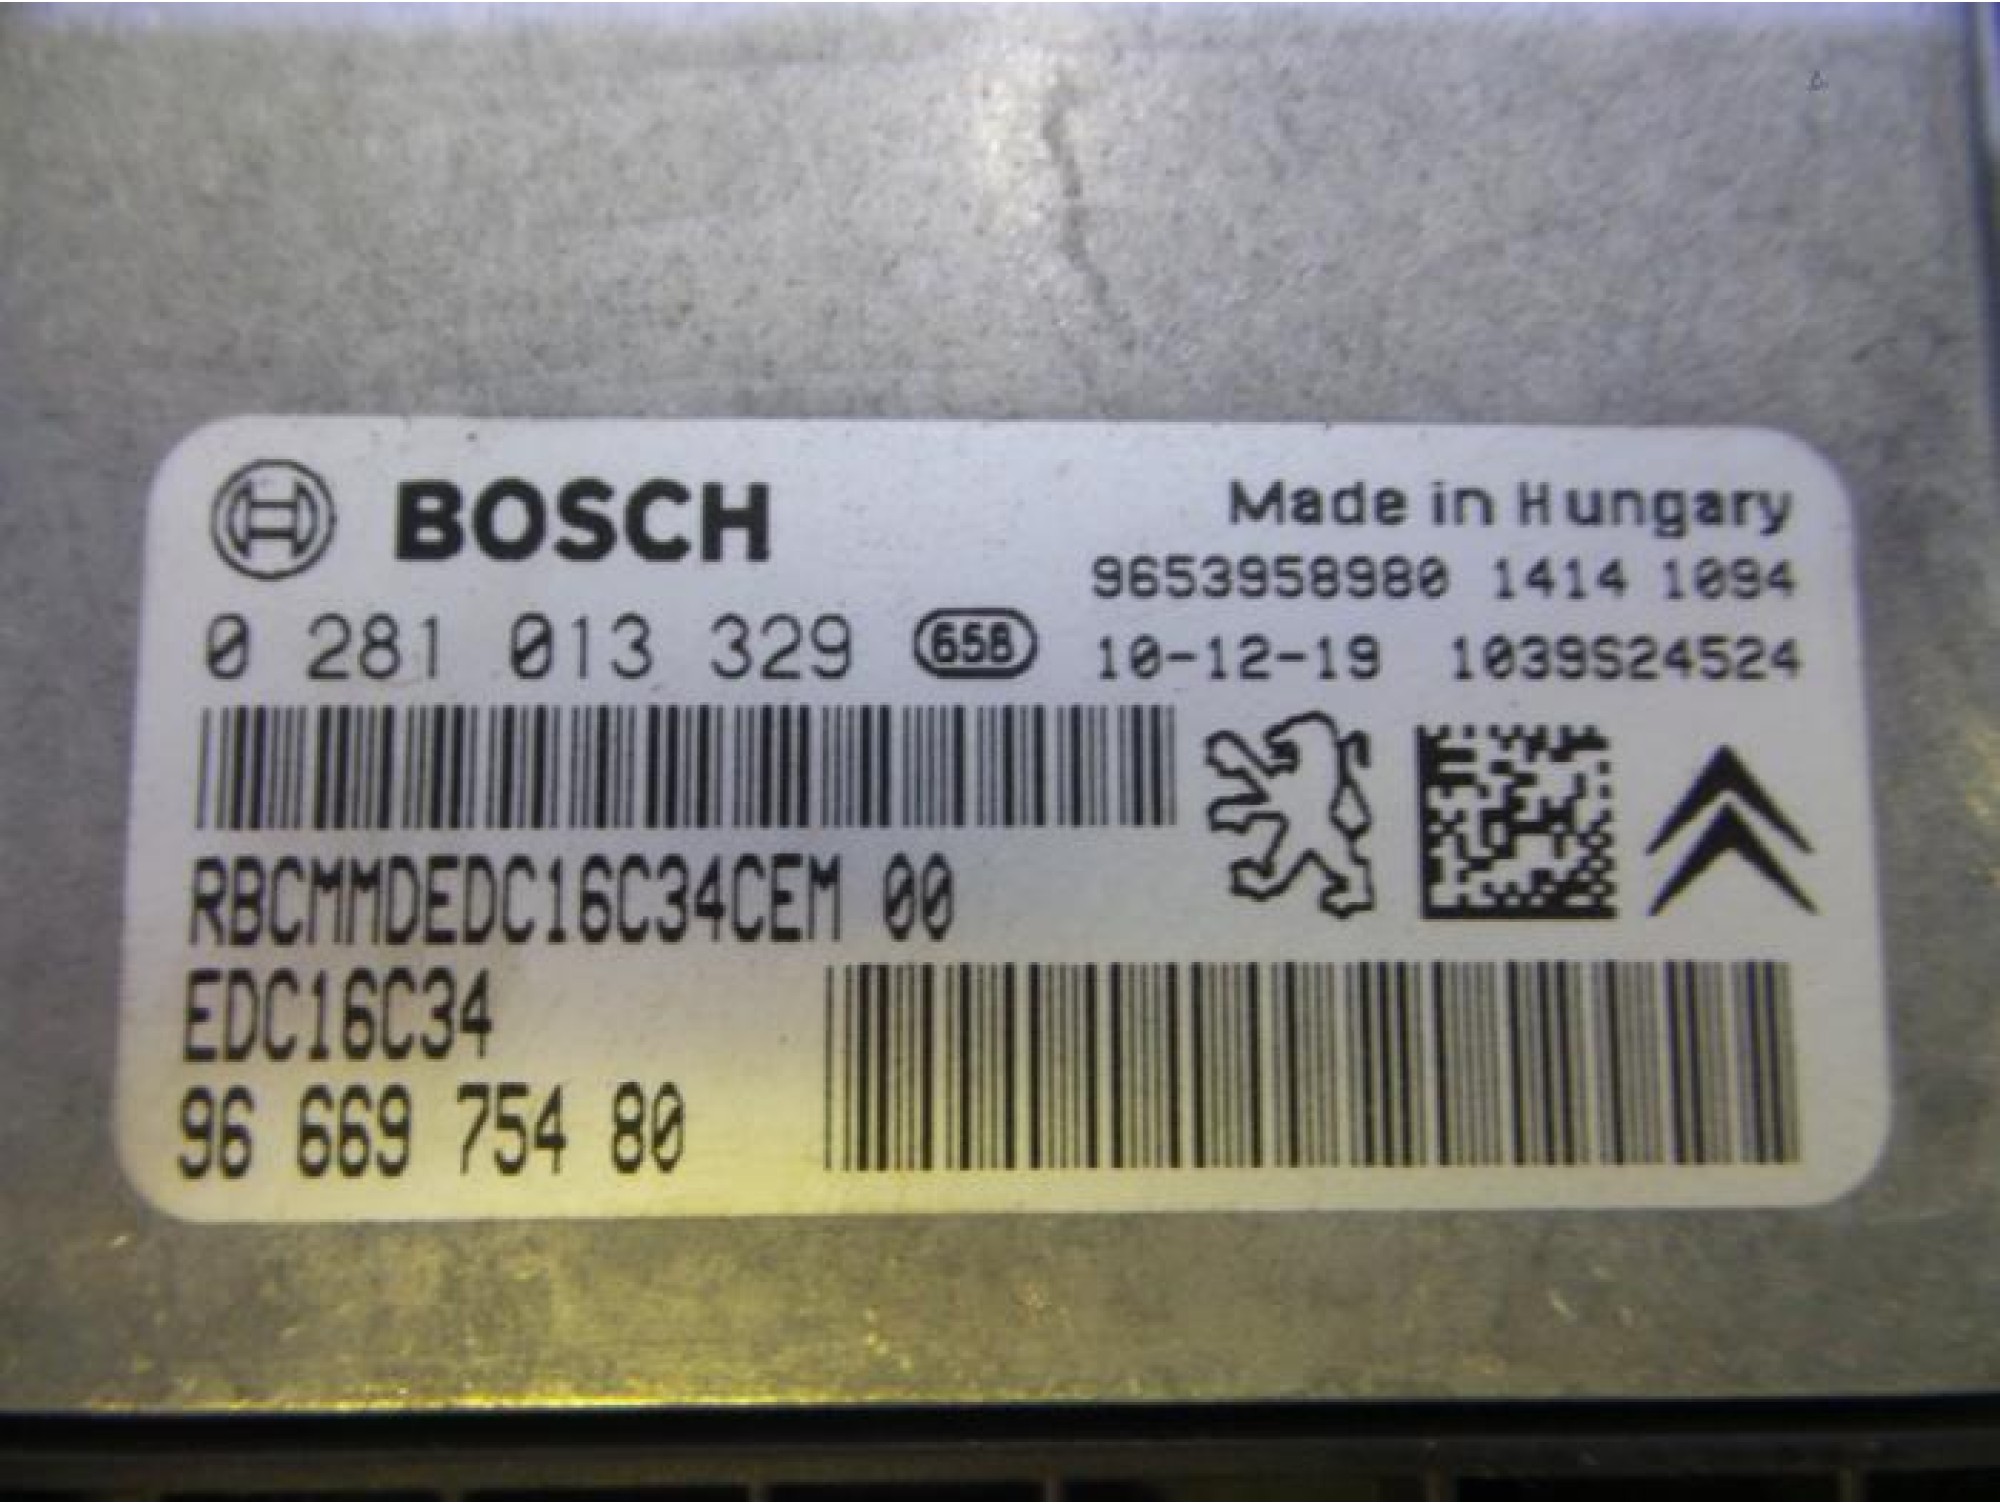 BOSCH
Made in Hungary
9653958980 1414 1094
0 281 013 329 65B 10-12-19 1039S24524
RBCMMDEDC16C34CEM 00
EDC16C34
96 669 754 80